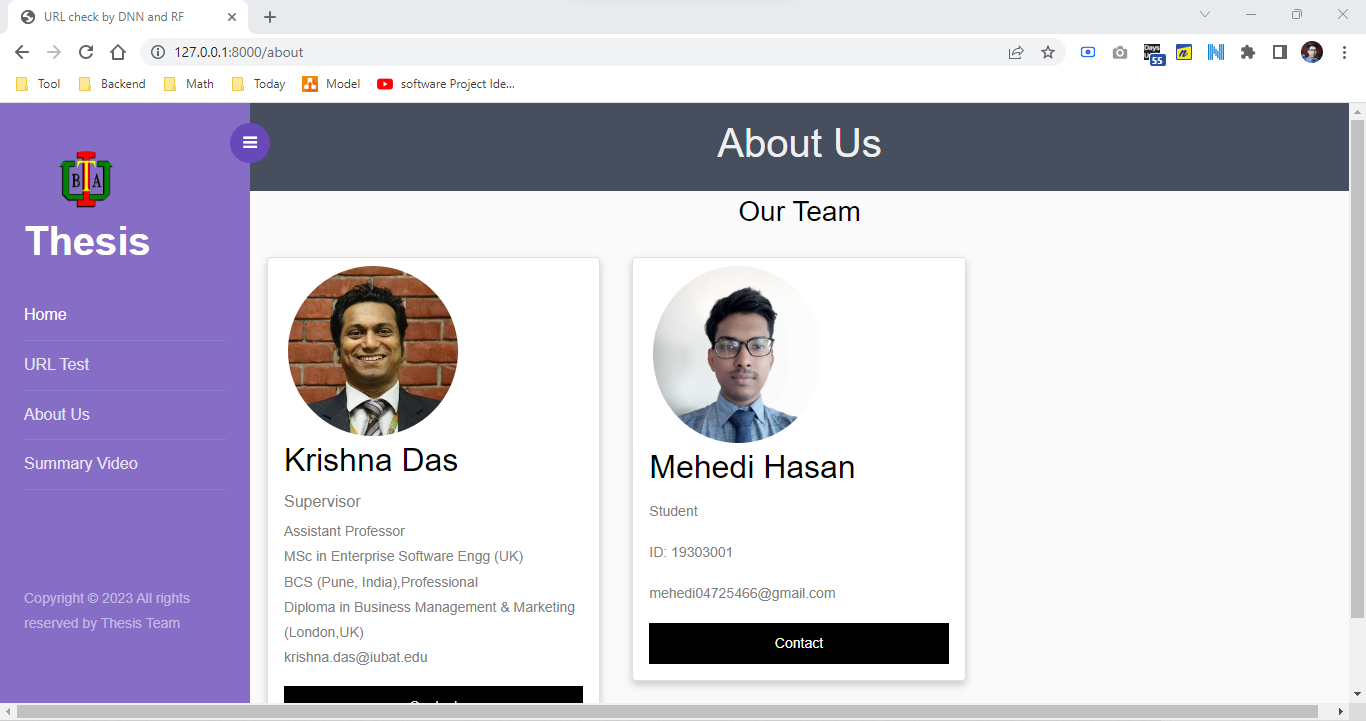 URL check by DNN and RF
127.0.0.1:8000/about
Days
55
n
N
Tool
Backend
Math
Today
Model
software Project Ide...
BTA
Thesis
Home
URL Test
About Us
Summary Video
Copyright © 2023 All rights
reserved by Thesis Team
About Us
Our Team
Krishna Das
Supervisor
Assistant Professor
MSc in Enterprise Software Engg (UK)
BCS (Pune, India),Professional
Diploma in Business Management & Marketing
(London,UK)
krishna.das@iubat.edu
Mehedi Hasan
Student
ID: 19303001
mehedi04725466@gmail.com
Contact